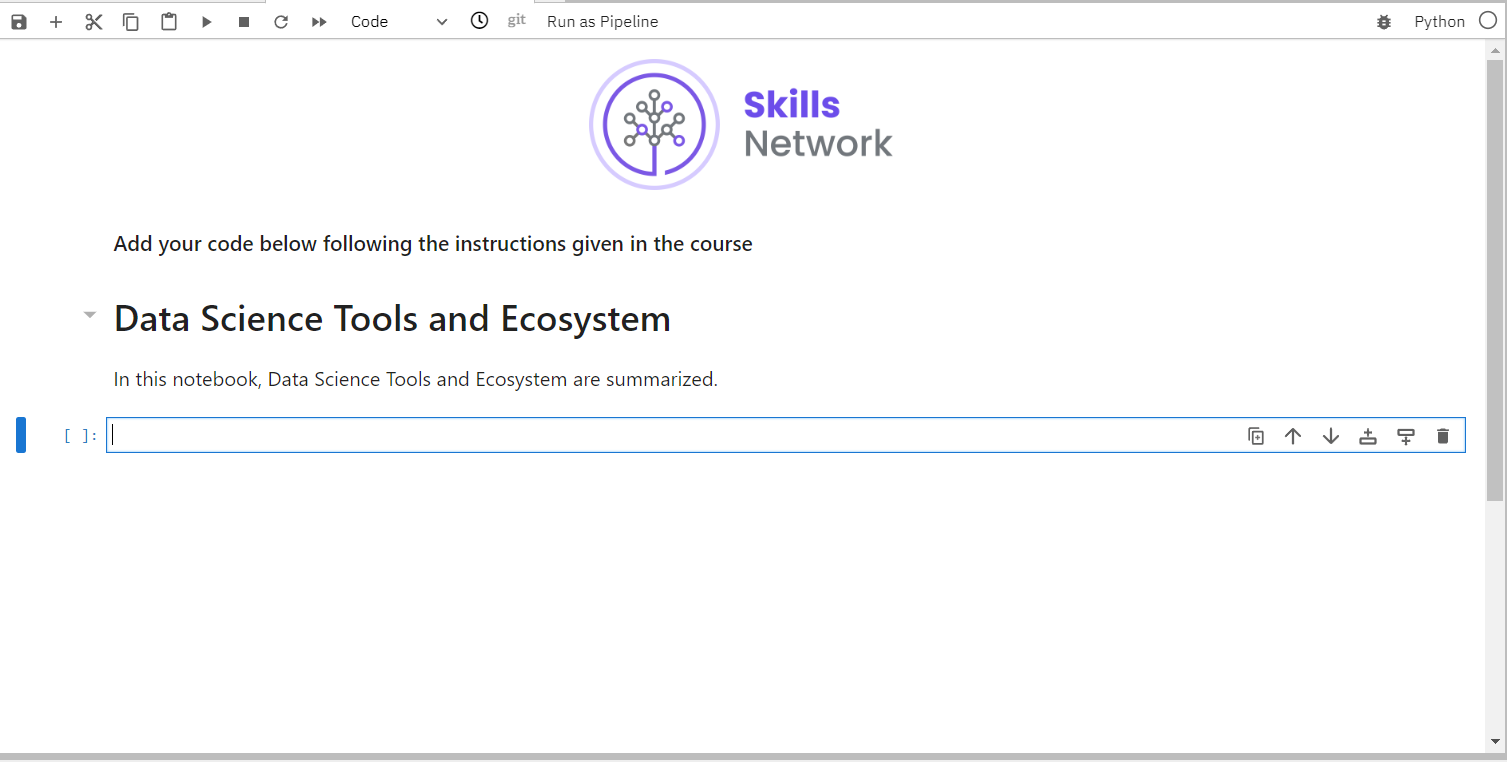 Code git Run as Pipeline Python
Skills
Network
Add your code below following the instructions given in the course
Data Science Tools and Ecosystem
In this notebook, Data Science Tools and Ecosystem are summarized.
[ ]: